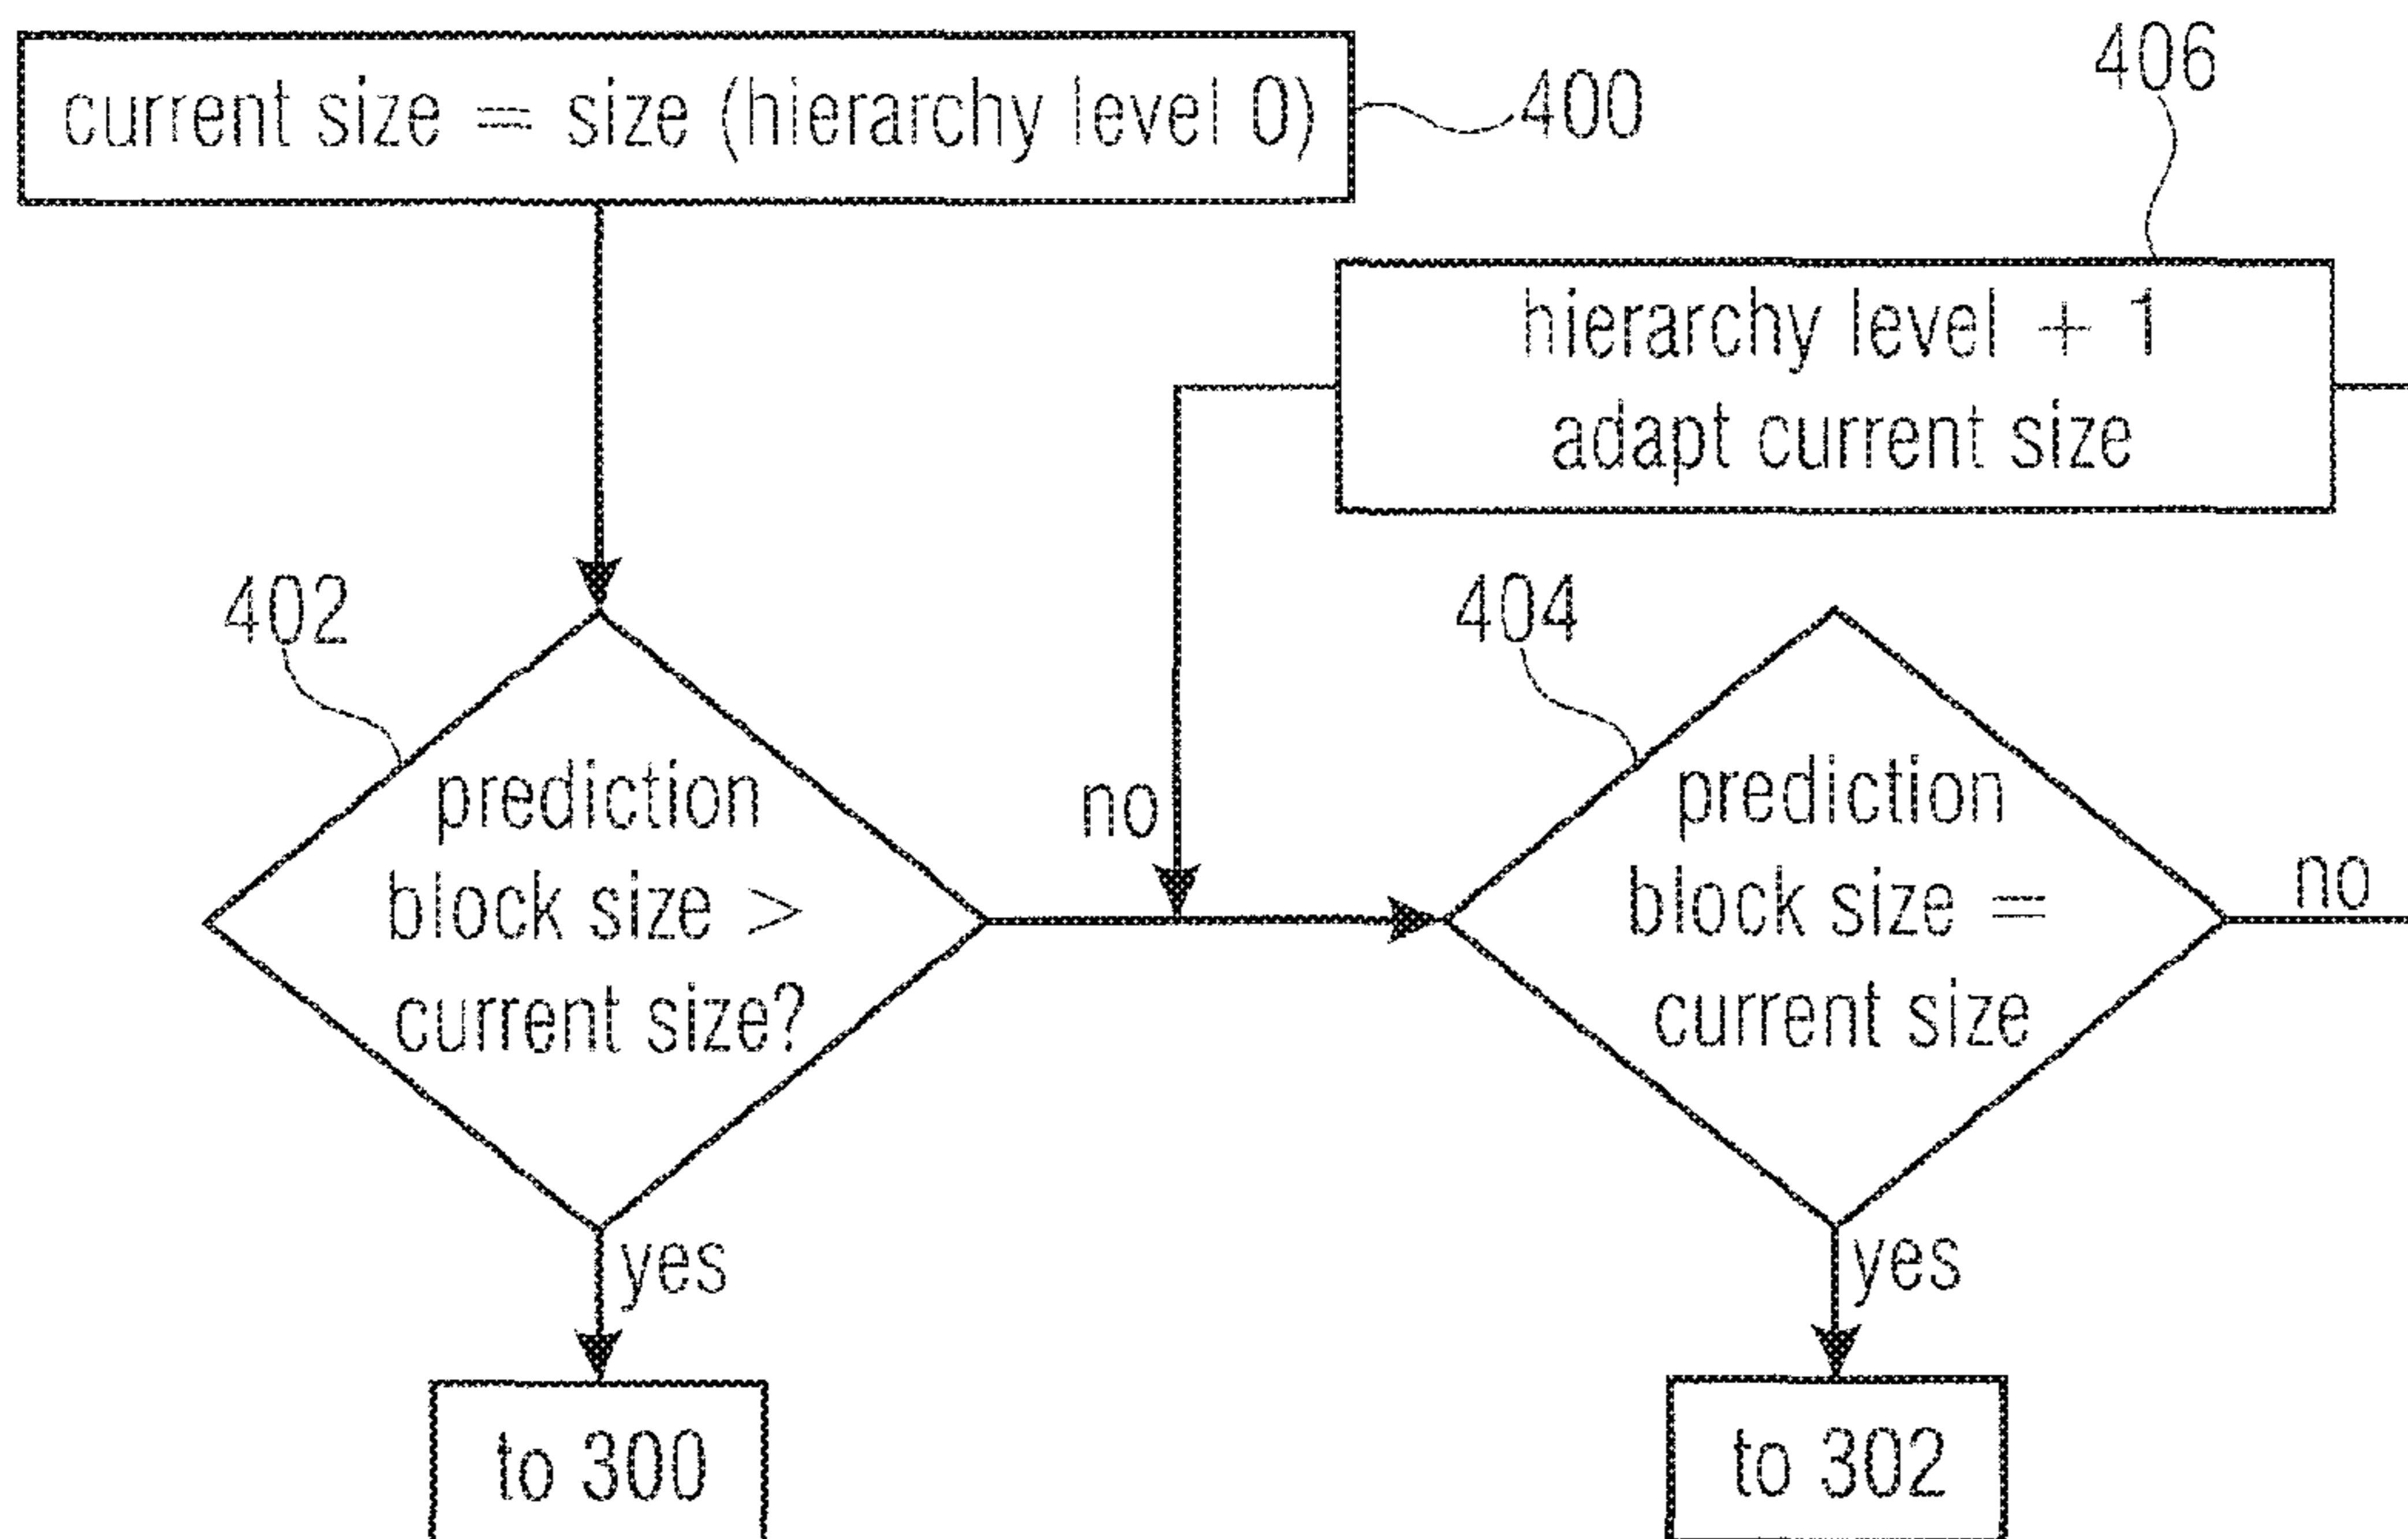 current size = size (hierarchy level 0)
400
406
hierarchy level + 1
adapt current size
402
prediction
block size >
current size?
no
404
prediction
block size =
current size
no
yes
to 300
yes
to 302